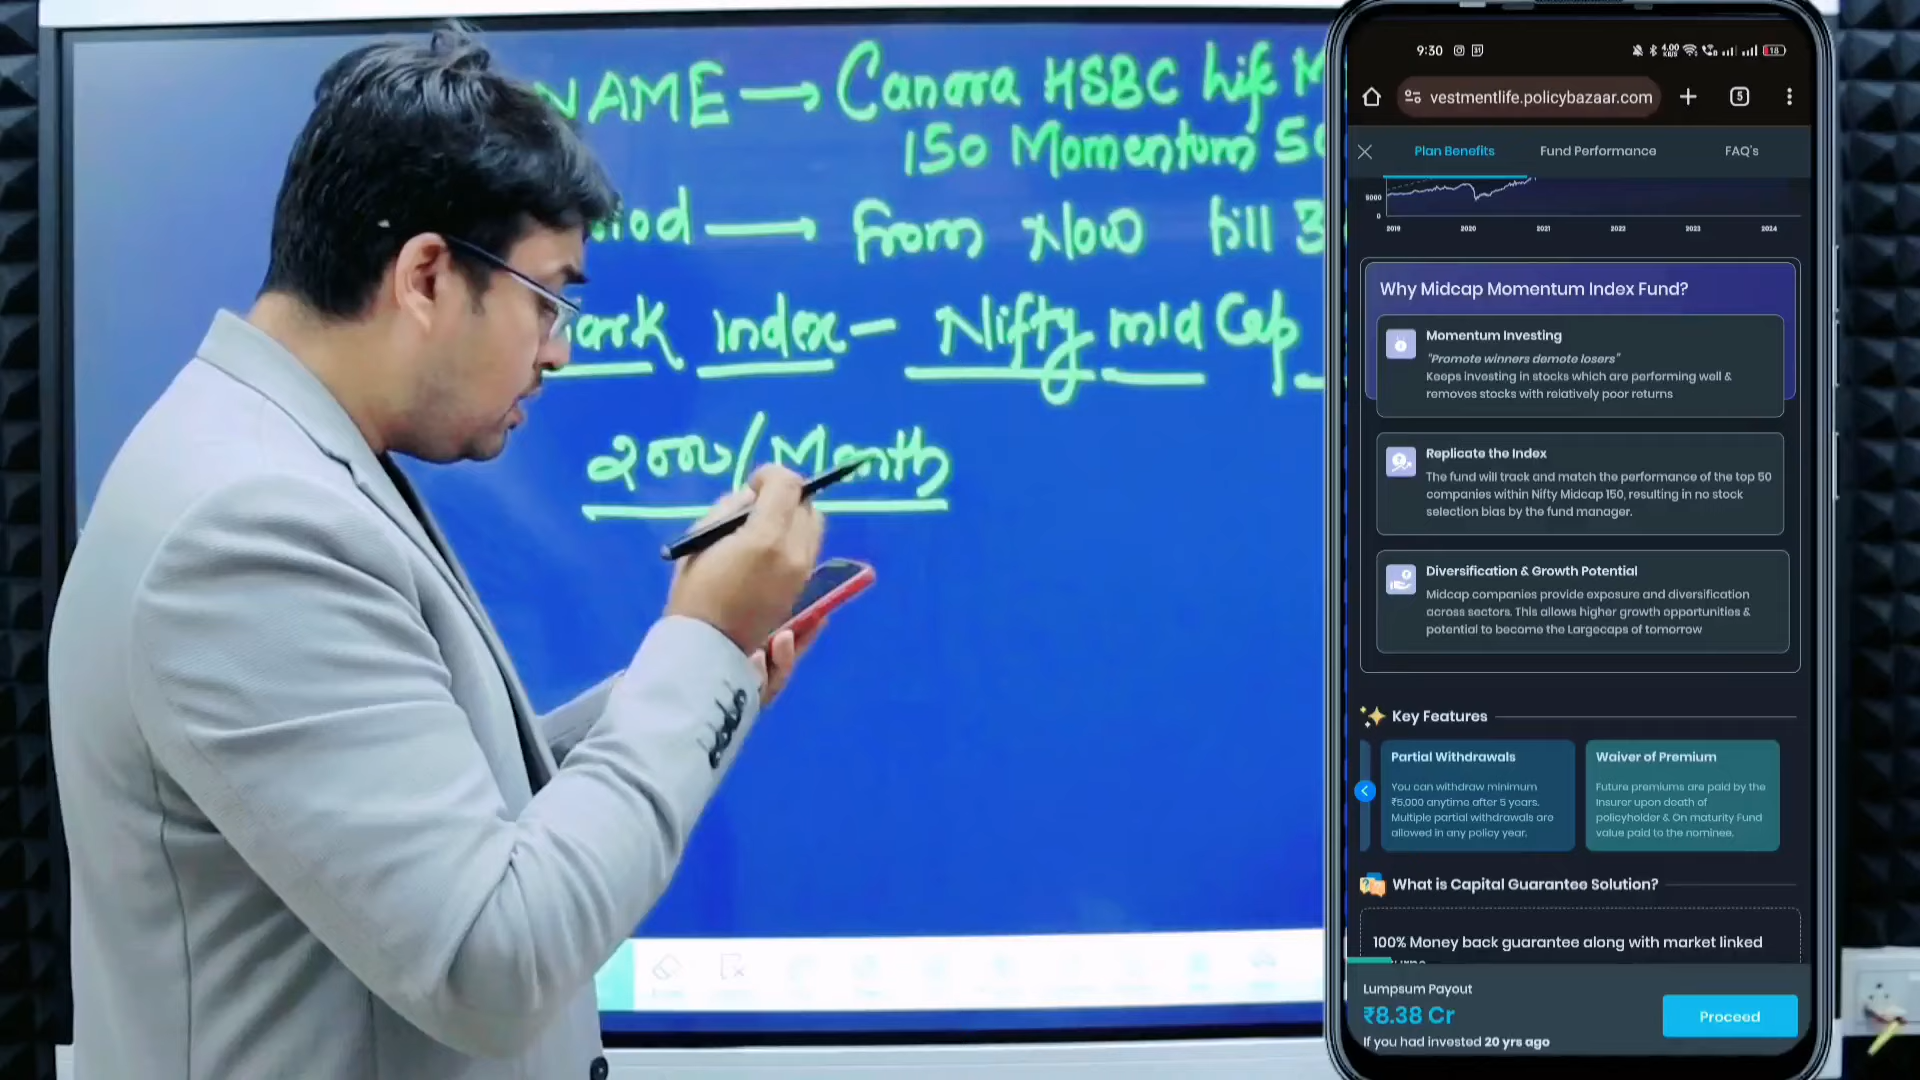 NAME → Canara HSBC Life M
150 Momentum 50
→ From Now till 3
index - Nifty mid Cap
2000/Month
9:30
4.00
KB/S
18
vestmentlife.policybazaar.com
5
Plan Benefits
Fund Performance
FAQ's
5000
0
2019 2020 2021 2022 2023 2024
Why Midcap Momentum Index Fund?
Momentum Investing
"Promote winners demote losers"
Keeps investing in stocks which are performing well &
removes stocks with relatively poor returns
Replicate the Index
The fund will track and match the performance of the top 50
companies within Nifty Midcap 150, resulting in no stock
selection bias by the fund manager.
Diversification & Growth Potential
Midcap companies provide exposure and diversification
across sectors. This allows higher growth opportunities &
potential to become the Largecaps of tomorrow
Key Features
Partial Withdrawals
You can withdraw minimum
₹5,000 anytime after 5 years.
Multiple partial withdrawals are
allowed in any policy year.
Waiver of Premium
Future premiums are paid by the
Insurer upon death of
policyholder & On maturity Fund
value paid to the nominee.
What is Capital Guarantee Solution?
100% Money back guarantee along with market linked
Lumpsum Payout
₹8.38 Cr
If you had invested 20 yrs ago
Proceed